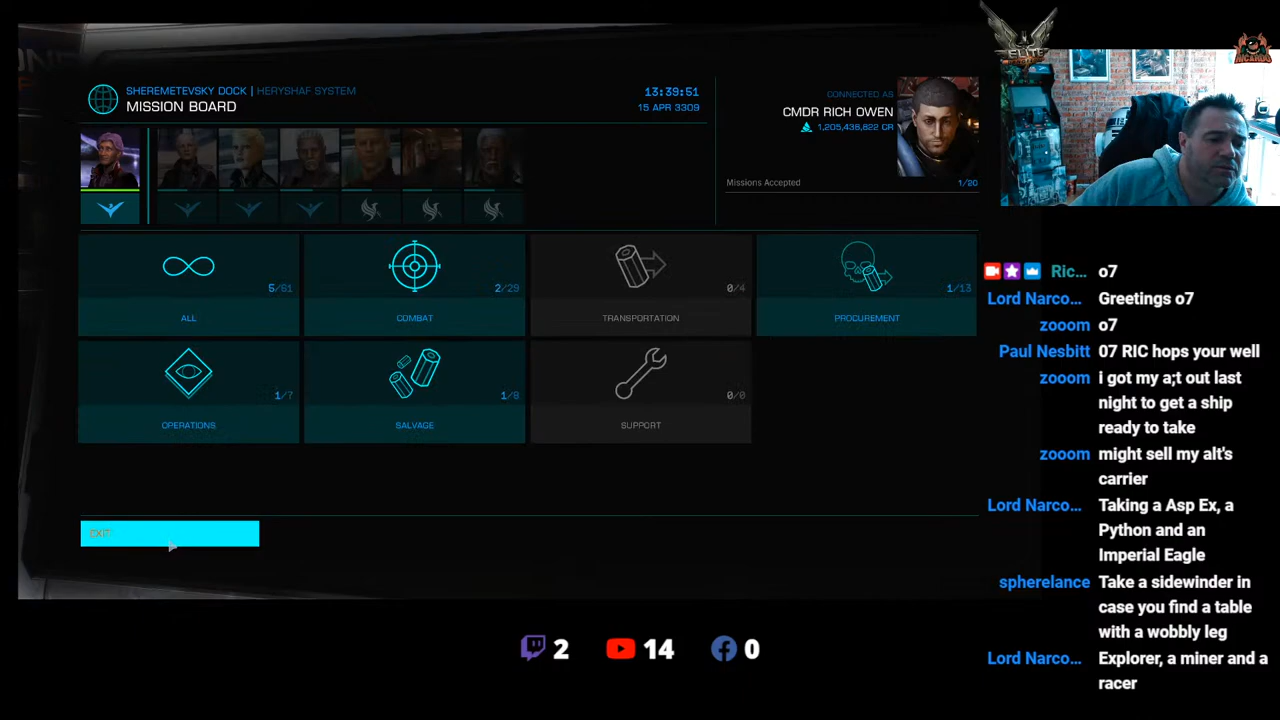 SHEREMETEVSKY DOCK | HERYSHAF SYSTEM
MISSION BOARD
13:39:51
15 APR 3309
CONNECTED AS
CMDR RICH OWEN
1,205,438,822 CR
Missions Accepted
1/20
5/61
ALL
2/29
COMBAT
0/4
TRANSPORTATION
1/13
PROCUREMENT
1/7
OPERATIONS
1/8
SALVAGE
0/0
SUPPORT
EXIT
ELITE
Ric... o7
Lord Narco... Greetings o7
zooom o7
Paul Nesbitt 07 RIC hops your well
zooom i got my a;t out last
night to get a ship
ready to take
zooom might sell my alt's
carrier
Lord Narco... Taking a Asp Ex, a
Python and an
Imperial Eagle
spherelance Take a sidewinder in
case you find a table
with a wobbly leg
Lord Narco... Explorer, a miner and a
racer
2 14 0